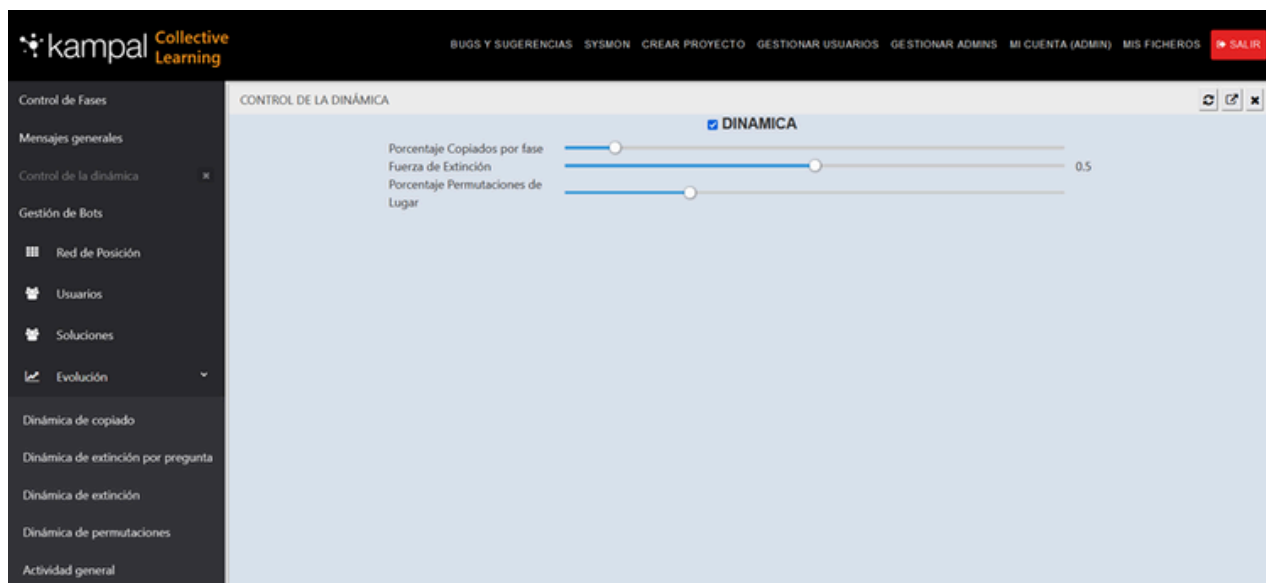 kampal Collective Learning
BUGS Y SUGERENCIAS SYSMON CREAR PROYECTO GESTIONAR USUARIOS GESTIONAR ADMINS MI CUENTA (ADMIN) MIS FICHEROS SALIR
Control de Fases
CONTROL DE LA DINÁMICA
DINAMICA
Mensajes generales
Porcentaje Copiados por fase
Fuerza de Extinción 0.5
Porcentaje Permutaciones de
Lugar
Control de la dinámica
Gestión de Bots
Red de Posición
Usuarios
Soluciones
Evolución
Dinámica de copiado
Dinámica de extinción por pregunta
Dinámica de extinción
Dinámica de permutaciones
Actividad general